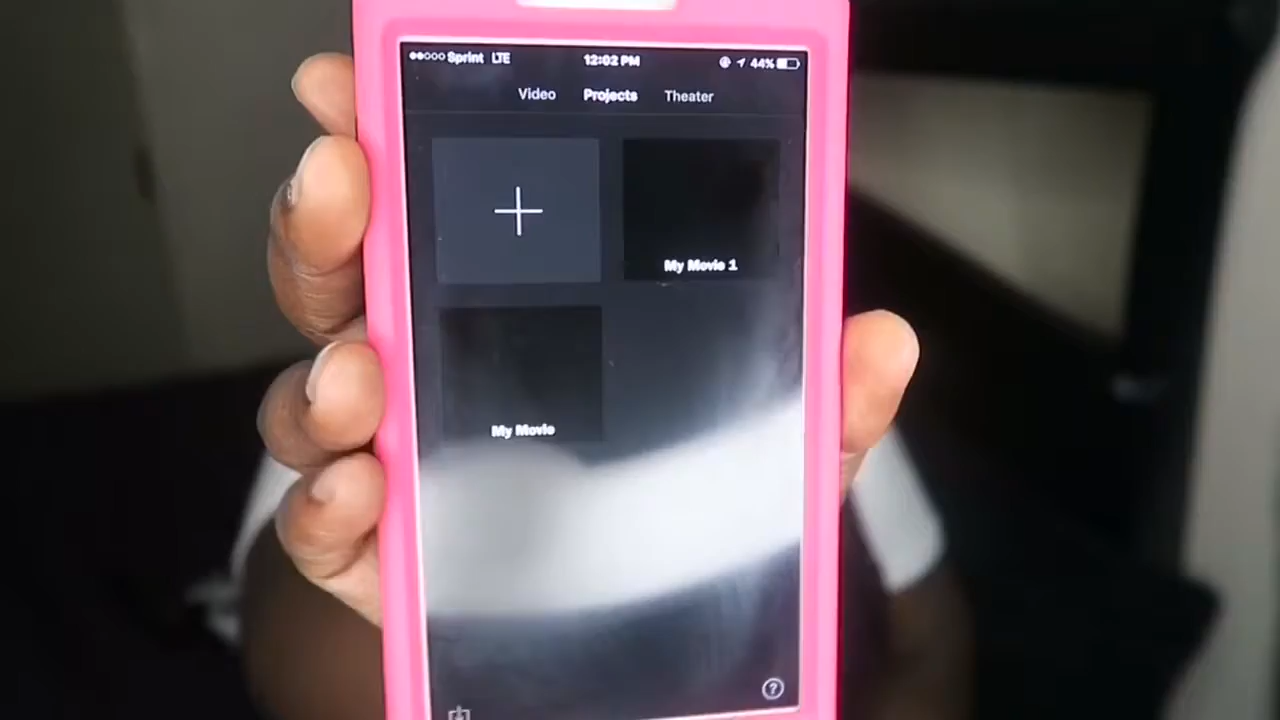 Sprint LTE 12:02 PM 44%
Video Projects Theater
My Movie 1
My Movie
?